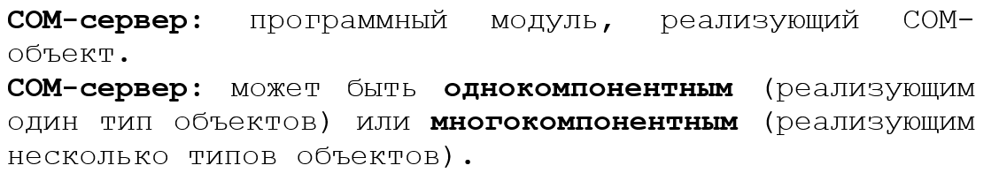 COM-сервер: программный модуль, реализующий COM-
объект.
COM-сервер: может быть однокомпонентным (реализующим
один тип объектов) или многокомпонентным (реализующим
несколько типов объектов).